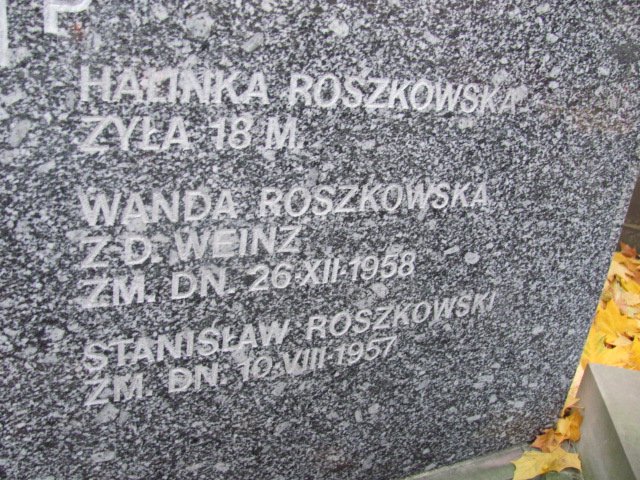 HALINKA ROSZKOWSKA
ŻYŁA 18 M.
WANDA ROSZKOWSKA
Z D. WEINZ
ZM. DN. 26·XII·1958
STANISŁAW ROSZKOWSKI
ZM. DN. 10·VIII·1957